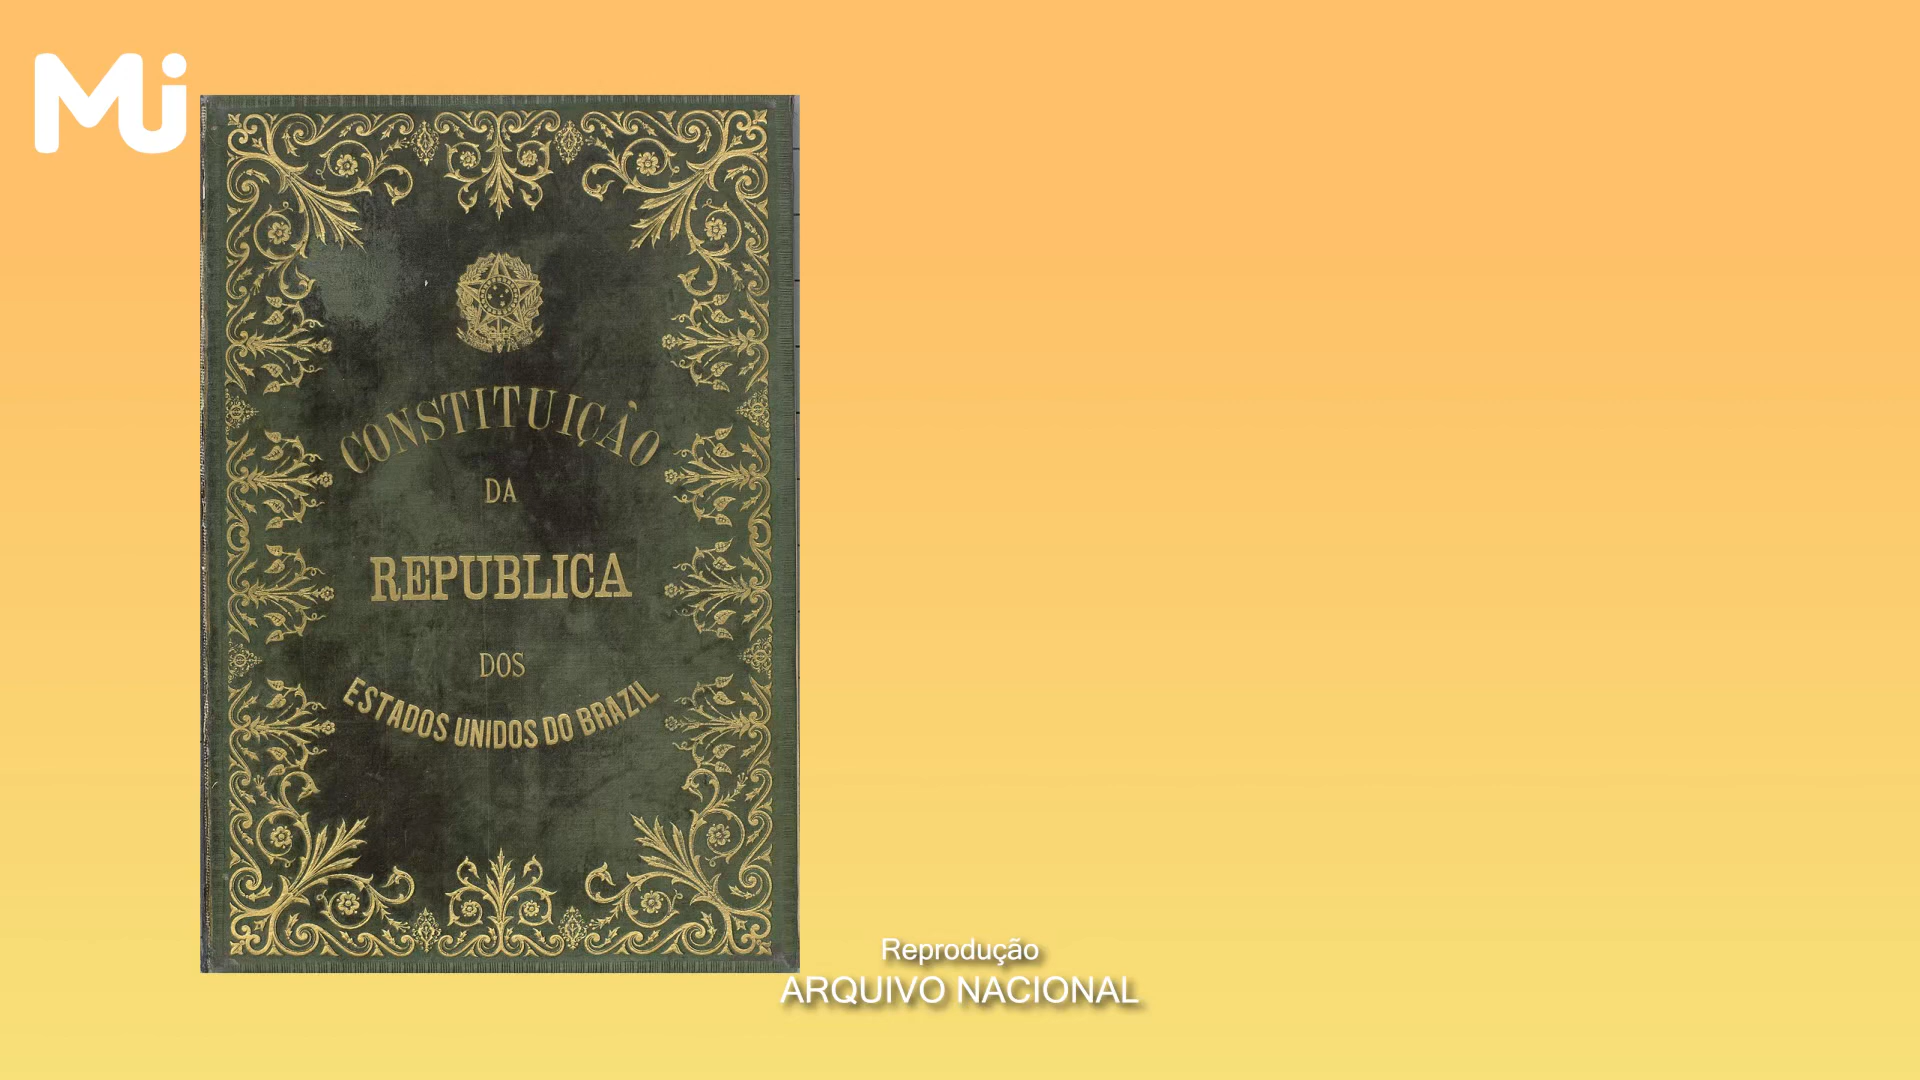 Mi
CONSTITUIÇÃO
DA
REPUBLICA
DOS
ESTADOS UNIDOS DO BRAZIL
Reprodução
ARQUIVO NACIONAL